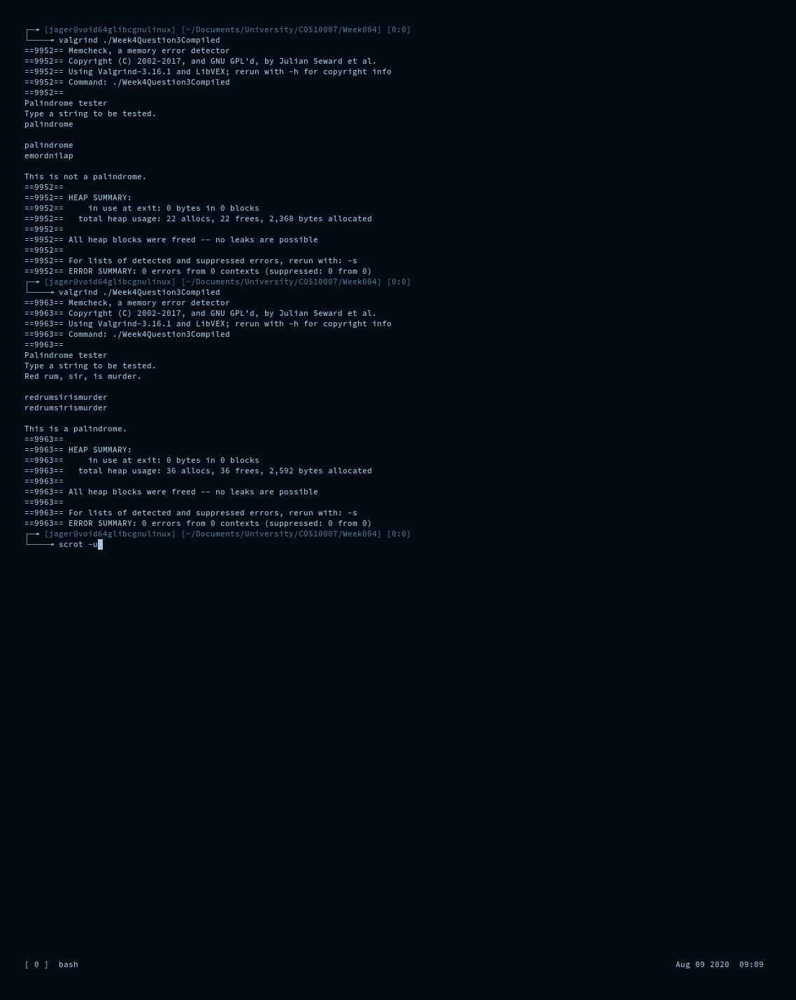 ┌─╼ [jager@void64glibcgnulinux] [~/Documents/University/COS10007/Week004] [0:0]
└────╼ valgrind ./Week4Question3Compiled
==9952== Memcheck, a memory error detector
==9952== Copyright (C) 2002-2017, and GNU GPL'd, by Julian Seward et al.
==9952== Using Valgrind-3.16.1 and LibVEX; rerun with -h for copyright info
==9952== Command: ./Week4Question3Compiled
==9952==
Palindrome tester
Type a string to be tested.
palindrome

palindrome
emordnilap

This is not a palindrome.
==9952==
==9952== HEAP SUMMARY:
==9952==     in use at exit: 0 bytes in 0 blocks
==9952==   total heap usage: 22 allocs, 22 frees, 2,368 bytes allocated
==9952==
==9952== All heap blocks were freed -- no leaks are possible
==9952==
==9952== For lists of detected and suppressed errors, rerun with: -s
==9952== ERROR SUMMARY: 0 errors from 0 contexts (suppressed: 0 from 0)
┌─╼ [jager@void64glibcgnulinux] [~/Documents/University/COS10007/Week004] [0:0]
└────╼ valgrind ./Week4Question3Compiled
==9963== Memcheck, a memory error detector
==9963== Copyright (C) 2002-2017, and GNU GPL'd, by Julian Seward et al.
==9963== Using Valgrind-3.16.1 and LibVEX; rerun with -h for copyright info
==9963== Command: ./Week4Question3Compiled
==9963==
Palindrome tester
Type a string to be tested.
Red rum, sir, is murder.

redrumsirismurder
redrumsirismurder

This is a palindrome.
==9963==
==9963== HEAP SUMMARY:
==9963==     in use at exit: 0 bytes in 0 blocks
==9963==   total heap usage: 36 allocs, 36 frees, 2,592 bytes allocated
==9963==
==9963== All heap blocks were freed -- no leaks are possible
==9963==
==9963== For lists of detected and suppressed errors, rerun with: -s
==9963== ERROR SUMMARY: 0 errors from 0 contexts (suppressed: 0 from 0)
┌─╼ [jager@void64glibcgnulinux] [~/Documents/University/COS10007/Week004] [0:0]
└────╼ scrot -u
[ 0 ]  bash  Aug 09 2020  09:09